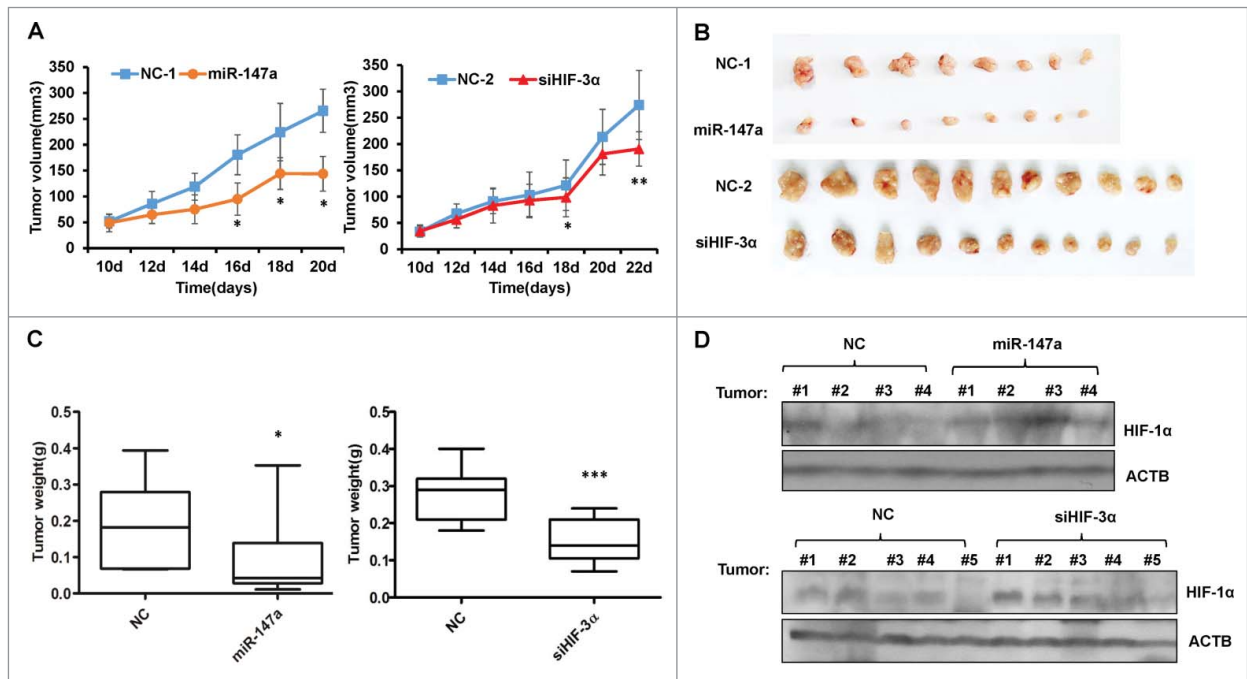 A
NC-1 miR-147a
350
300
250
200
150
100
50
0
Tumor volume(mm3)
* * *
10d 12d 14d 16d 18d 20d
Time(days)
NC-2 siHIF-3α
350
300
250
200
150
100
50
0
Tumor volume(mm3)
* **
10d 12d 14d 16d 18d 20d 22d
Time(days)
B
NC-1
miR-147a
NC-2
siHIF-3α
C
0.5
0.4
0.3
0.2
0.1
0.0
Tumor weight(g)
*
NC miR-147a
0.5
0.4
0.3
0.2
0.1
0.0
Tumor weight(g)
***
NC siHIF-3α
D
NC miR-147a
Tumor: #1 #2 #3 #4 #1 #2 #3 #4
HIF-1α
ACTB
NC siHIF-3α
Tumor: #1 #2 #3 #4 #5 #1 #2 #3 #4 #5
HIF-1α
ACTB